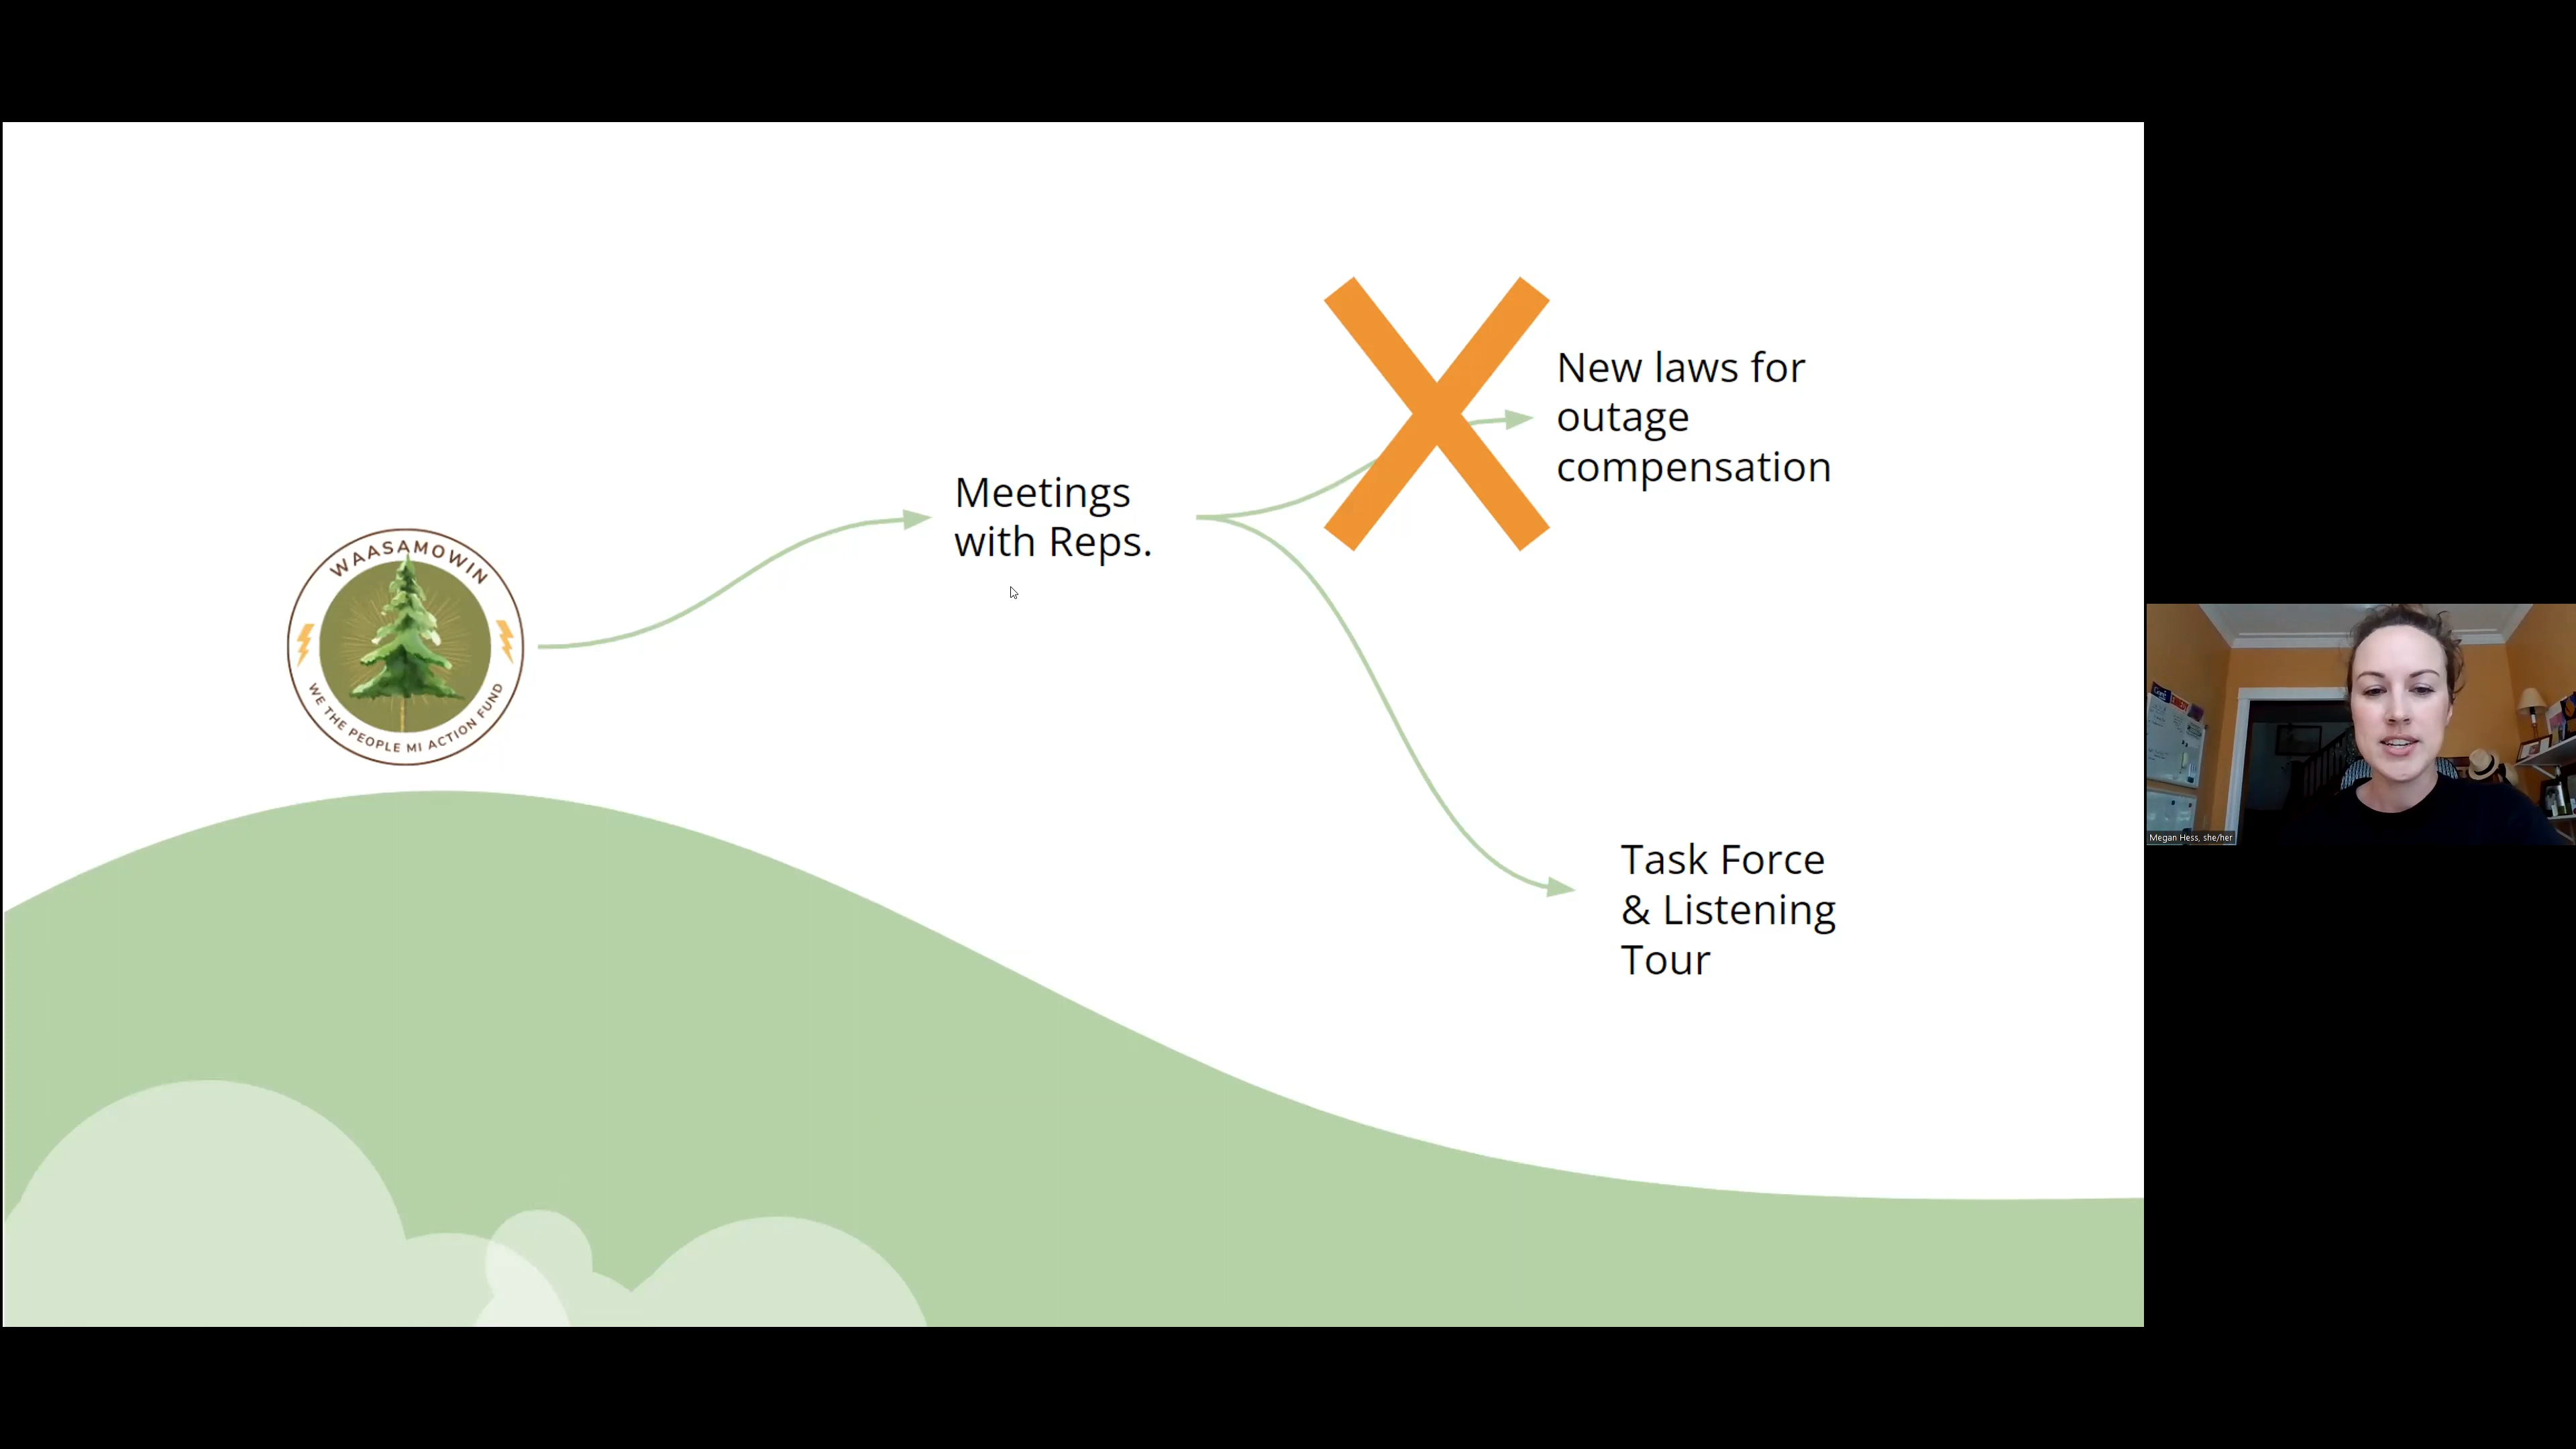 WAASAMOWIN
WE THE PEOPLE MI ACTION FUND
Meetings
with Reps.
New laws for
outage
compensation
Task Force
& Listening
Tour
Megan Hess, she/her